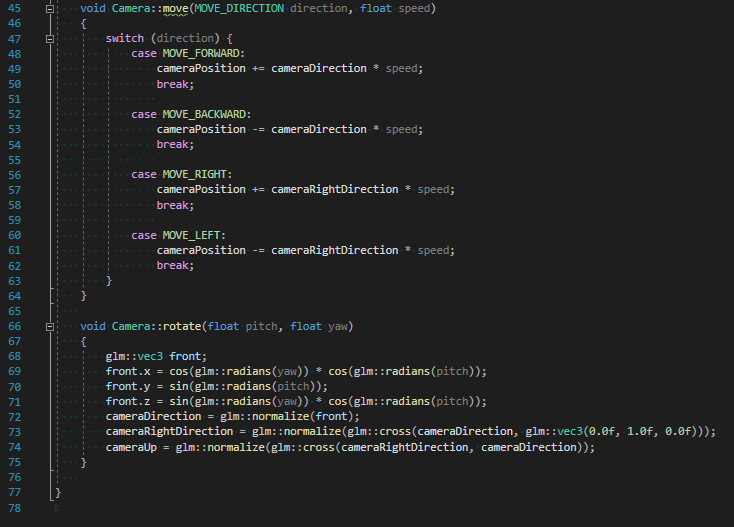 45 void Camera::move(MOVE_DIRECTION direction, float speed)
46 {
47 switch (direction) {
48 case MOVE_FORWARD:
49 cameraPosition += cameraDirection * speed;
50 break;
51
52 case MOVE_BACKWARD:
53 cameraPosition -= cameraDirection * speed;
54 break;
55
56 case MOVE_RIGHT:
57 cameraPosition += cameraRightDirection * speed;
58 break;
59
60 case MOVE_LEFT:
61 cameraPosition -= cameraRightDirection * speed;
62 break;
63 }
64 }
65
66 void Camera::rotate(float pitch, float yaw)
67 {
68 glm::vec3 front;
69 front.x = cos(glm::radians(yaw)) * cos(glm::radians(pitch));
70 front.y = sin(glm::radians(pitch));
71 front.z = sin(glm::radians(yaw)) * cos(glm::radians(pitch));
72 cameraDirection = glm::normalize(front);
73 cameraRightDirection = glm::normalize(glm::cross(cameraDirection, glm::vec3(0.0f, 1.0f, 0.0f)));
74 cameraUp = glm::normalize(glm::cross(cameraRightDirection, cameraDirection));
75 }
76
77 }
78